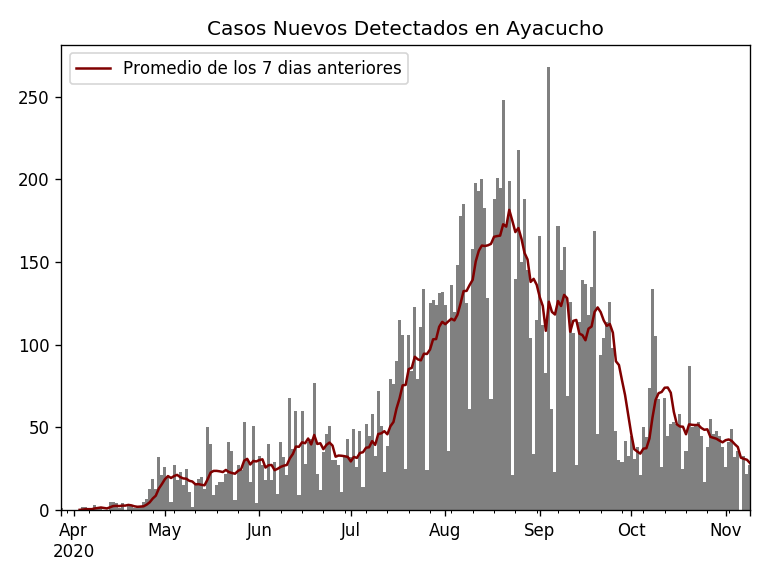 Casos Nuevos Detectados en Ayacucho
Promedio de los 7 dias anteriores
250
200
150
100
50
0
Apr May Jun Jul Aug Sep Oct Nov
2020